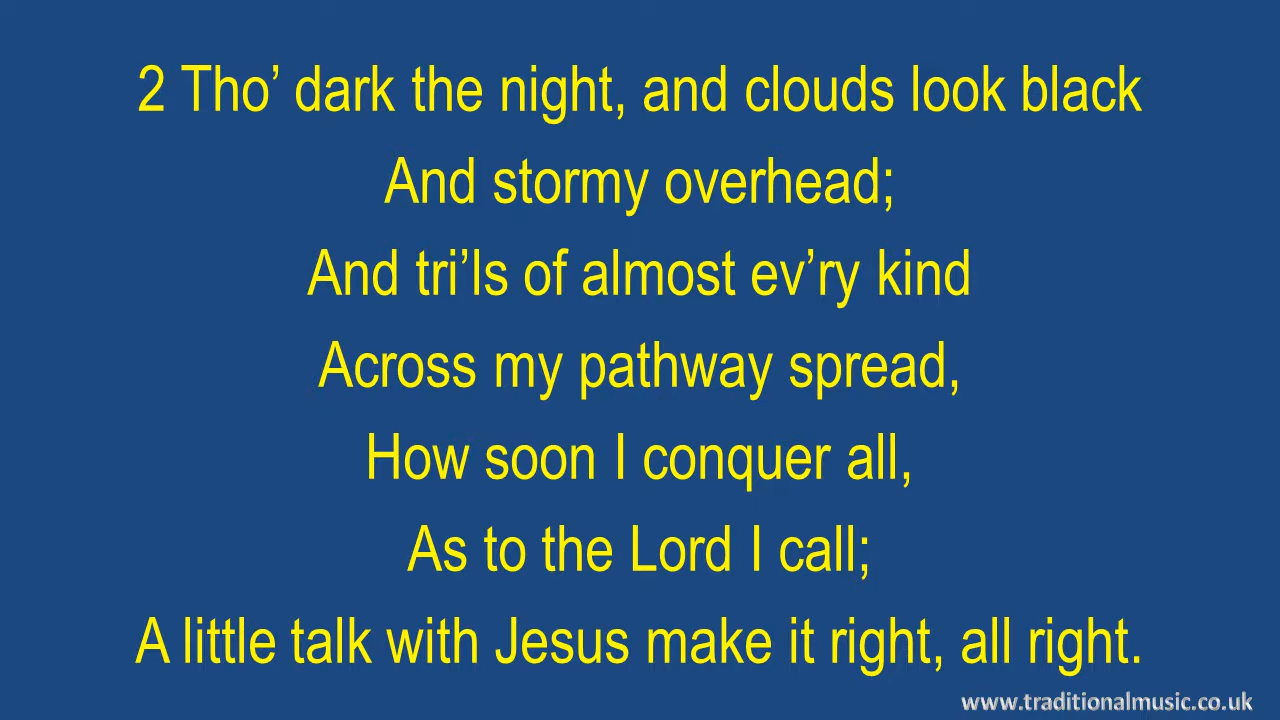 2 Tho’ dark the night, and clouds look black
And stormy overhead;
And tri’ls of almost ev’ry kind
Across my pathway spread,
How soon I conquer all,
As to the Lord I call;
A little talk with Jesus make it right, all right.
www.traditionalmusic.co.uk